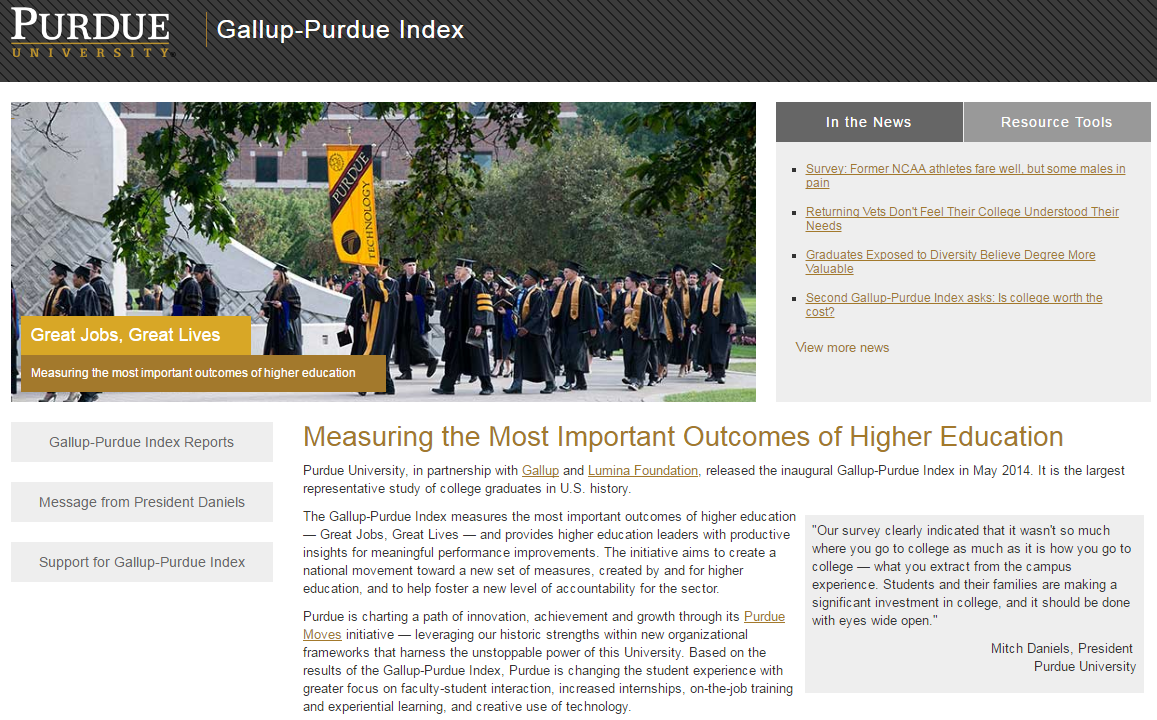 PURDUE
UNIVERSITY
Gallup-Purdue Index
PURDUE
TECHNOLOGY
Great Jobs, Great Lives
Measuring the most important outcomes of higher education
In the News
Resource Tools
Survey: Former NCAA athletes fare well, but some males in
pain
Returning Vets Don't Feel Their College Understood Their
Needs
Graduates Exposed to Diversity Believe Degree More
Valuable
Second Gallup-Purdue Index asks: Is college worth the
cost?
View more news
Gallup-Purdue Index Reports
Message from President Daniels
Support for Gallup-Purdue Index
Measuring the Most Important Outcomes of Higher Education
Purdue University, in partnership with Gallup and Lumina Foundation, released the inaugural Gallup-Purdue Index in May 2014. It is the largest
representative study of college graduates in U.S. history.
The Gallup-Purdue Index measures the most important outcomes of higher education
— Great Jobs, Great Lives — and provides higher education leaders with productive
insights for meaningful performance improvements. The initiative aims to create a
national movement toward a new set of measures, created by and for higher
education, and to help foster a new level of accountability for the sector.
Purdue is charting a path of innovation, achievement and growth through its Purdue
Moves initiative — leveraging our historic strengths within new organizational
frameworks that harness the unstoppable power of this University. Based on the
results of the Gallup-Purdue Index, Purdue is changing the student experience with
greater focus on faculty-student interaction, increased internships, on-the-job training
and experiential learning, and creative use of technology.
"Our survey clearly indicated that it wasn't so much
where you go to college as much as it is how you go to
college — what you extract from the campus
experience. Students and their families are making a
significant investment in college, and it should be done
with eyes wide open."
Mitch Daniels, President
Purdue University